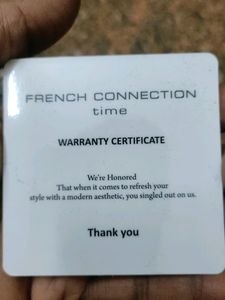 FRENCH CONNECTION
time
WARRANTY CERTIFICATE
We're Honored
That when it comes to refresh your
style with a modern aesthetic, you singled out on us.
Thank you